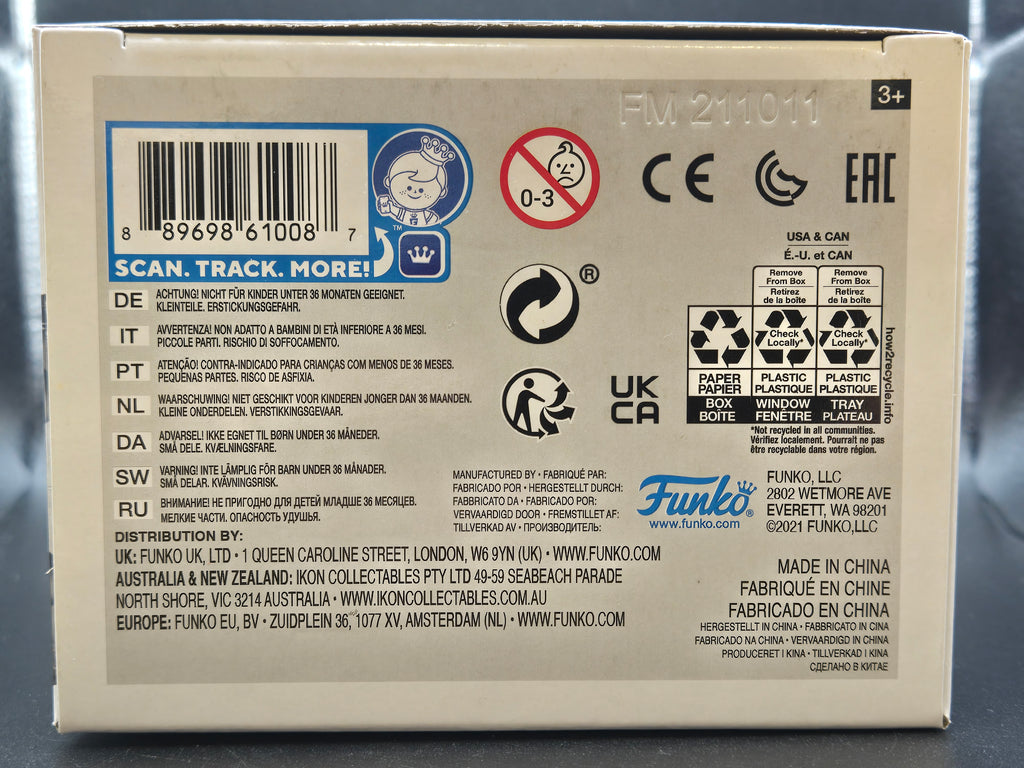 FM 211011
3+
8 89698 61008 7
TM
SCAN. TRACK. MORE!
0-3
CE
EAC
USA & CAN
É.-U. et CAN
Remove
From Box
Retirez
de la boîte
Remove
From Box
Retirez
de la boîte
Check
Locally*
Check
Locally*
PAPER
PAPIER
PLASTIC
PLASTIQUE
PLASTIC
PLASTIQUE
BOX
BOÎTE
WINDOW
FENÊTRE
TRAY
PLATEAU
how2recycle.info
*Not recycled in all communities.
Vérifiez localement. Pourrait ne pas
être recyclable dans votre région.
®
UK
CA
DE ACHTUNG! NICHT FÜR KINDER UNTER 36 MONATEN GEEIGNET.
KLEINTEILE. ERSTICKUNGSGEFAHR.
IT AVVERTENZA! NON ADATTO A BAMBINI DI ETÀ INFERIORE A 36 MESI.
PICCOLE PARTI. RISCHIO DI SOFFOCAMENTO.
PT ATENÇÃO! CONTRA-INDICADO PARA CRIANÇAS COM MENOS DE 36 MESES.
PEQUENAS PARTES. RISCO DE ASFIXIA.
NL WAARSCHUWING! NIET GESCHIKT VOOR KINDEREN JONGER DAN 36 MAANDEN.
KLEINE ONDERDELEN. VERSTIKKINGSGEVAAR.
DA ADVARSEL! IKKE EGNET TIL BØRN UNDER 36 MÅNEDER.
SMÅ DELE. KVÆLNINGSFARE.
SW VARNING! INTE LÄMPLIG FÖR BARN UNDER 36 MÅNADER.
SMÅ DELAR. KVÄVNINGSRISK.
RU ВНИМАНИЕ! НЕ ПРИГОДНО ДЛЯ ДЕТЕЙ МЛАДШЕ 36 МЕСЯЦЕВ.
МЕЛКИЕ ЧАСТИ. ОПАСНОСТЬ УДУШЬЯ.
MANUFACTURED BY • FABRIQUÉ PAR:
FABRICADO POR • HERGESTELLT DURCH:
FABBRICATO DA • FABRICADO POR:
VERVAARDIGD DOOR • FREMSTILLET AF:
TILLVERKAD AV • ПРОИЗВОДИТЕЛЬ:
Funko®
www.funko.com
FUNKO, LLC
2802 WETMORE AVE
EVERETT, WA 98201
©2021 FUNKO,LLC
DISTRIBUTION BY:
UK: FUNKO UK, LTD • 1 QUEEN CAROLINE STREET, LONDON, W6 9YN (UK) • WWW.FUNKO.COM
AUSTRALIA & NEW ZEALAND: IKON COLLECTABLES PTY LTD 49-59 SEABEACH PARADE
NORTH SHORE, VIC 3214 AUSTRALIA • WWW.IKONCOLLECTABLES.COM.AU
EUROPE: FUNKO EU, BV • ZUIDPLEIN 36, 1077 XV, AMSTERDAM (NL) • WWW.FUNKO.COM
MADE IN CHINA
FABRIQUÉ EN CHINE
FABRICADO EN CHINA
HERGESTELLT IN CHINA • FABBRICATO IN CINA
FABRICADO NA CHINA • VERVAARDIGD IN CHINA
PRODUCERET I KINA • TILLVERKAD I KINA
СДЕЛАНО В КИТАЕ